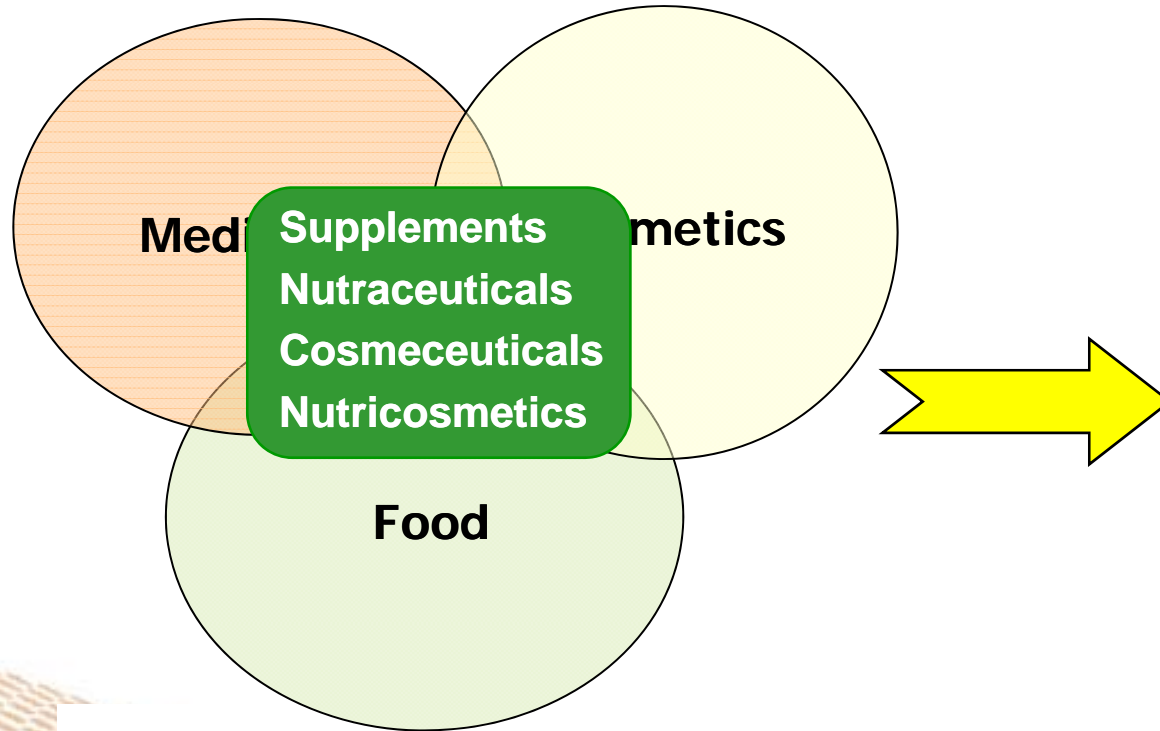 Medi
metics
Supplements
Nutraceuticals
Cosmeceuticals
Nutricosmetics
Food